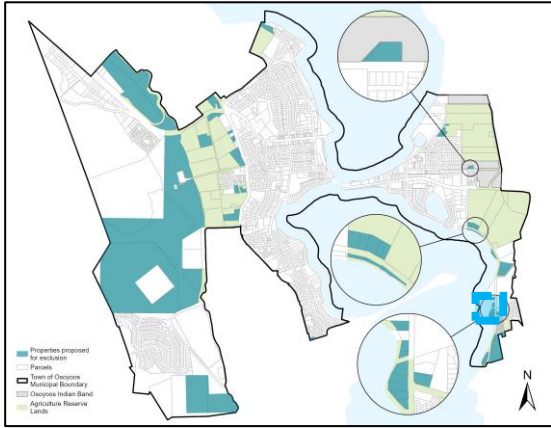 Properties proposed
for exclusion
Parcels
Town of Osoyoos
Municipal Boundary
Osoyoos Indian Band
Agriculture Reserve
Lands
N